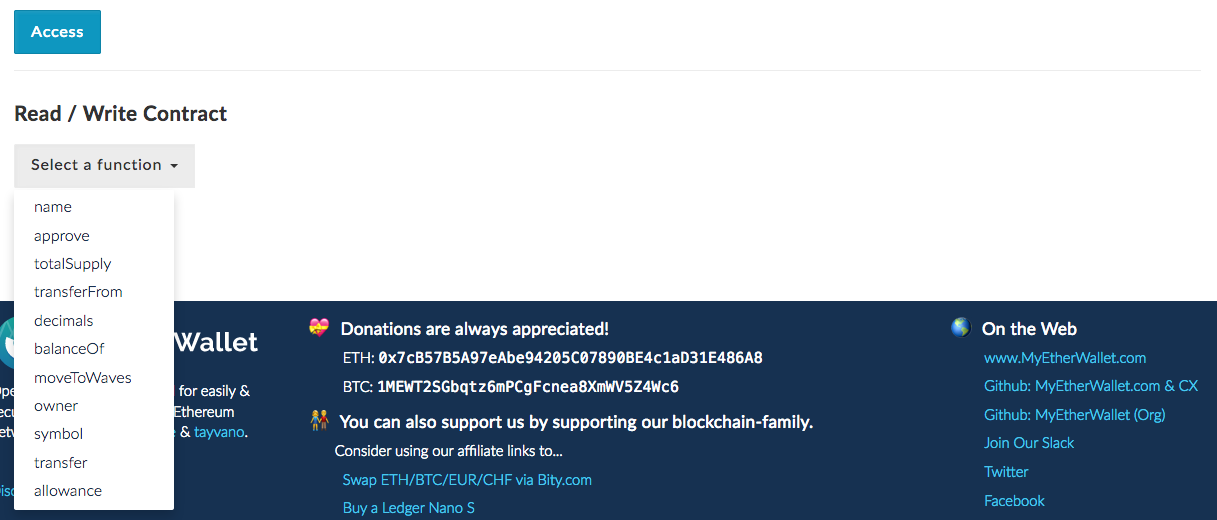 Access
Read / Write Contract
Select a function
name
approve
totalSupply
transferFrom
decimals
balanceOf
moveToWaves
owner
symbol
transfer
allowance
Wallet
for easily &
Ethereum
& tayvano.
Donations are always appreciated!
ETH: 0x7cB57B5A97eAbe94205C07890BE4c1aD31E486A8
BTC: 1MEWT2SGbqtz6mPCgFcnea8XmWV5Z4Wc6
You can also support us by supporting our blockchain-family.
Consider using our affiliate links to...
Swap ETH/BTC/EUR/CHF via Bity.com
Buy a Ledger Nano S
On the Web
www.MyEtherWallet.com
Github: MyEtherWallet.com & CX
Github: MyEtherWallet (Org)
Join Our Slack
Twitter
Facebook